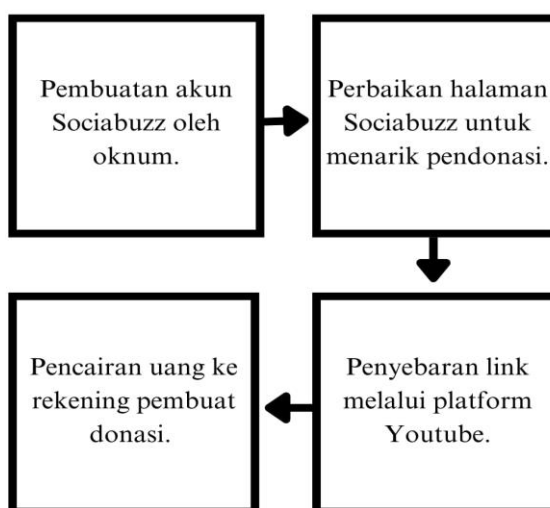 Pembuatan akun
Sociabuzz oleh
oknum.
Perbaikan halaman
Sociabuzz untuk
menarik pendonasi.
Penyebaran link
melalui platform
Youtube.
Pencairan uang ke
rekening pembuat
donasi.